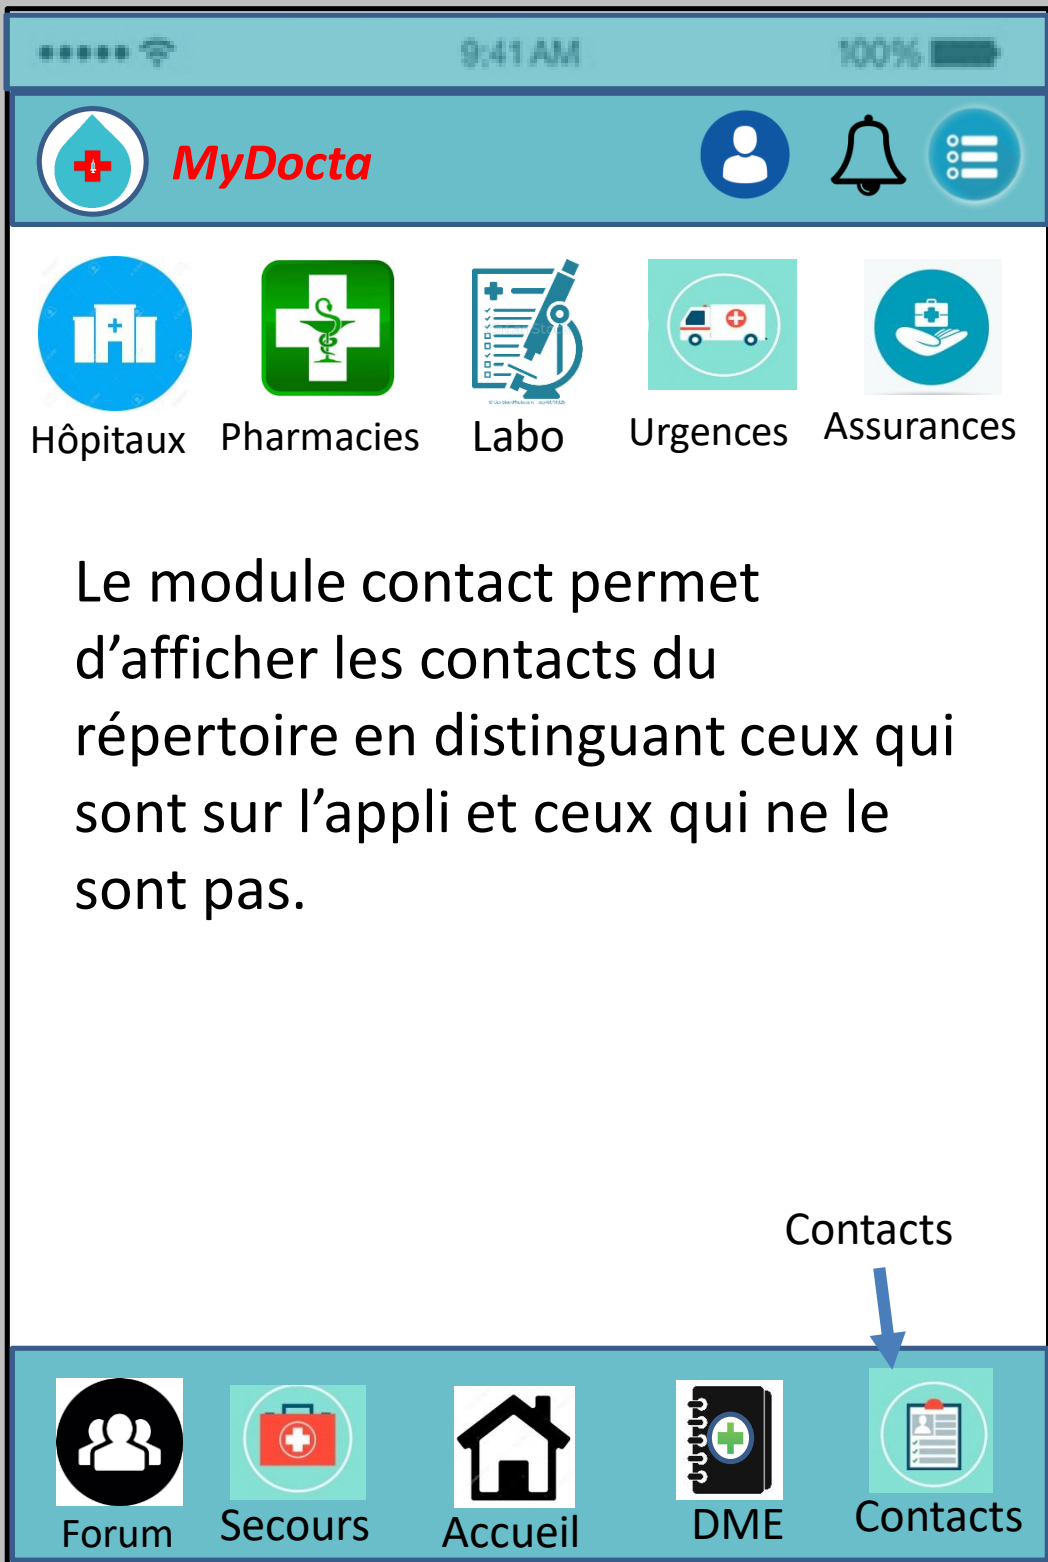 9:41 AM 100%
MyDocta
Hôpitaux Pharmacies Labo Urgences Assurances
Le module contact permet
d’afficher les contacts du
répertoire en distinguant ceux qui
sont sur l’appli et ceux qui ne le
sont pas.
Contacts
Forum Secours Accueil DME Contacts